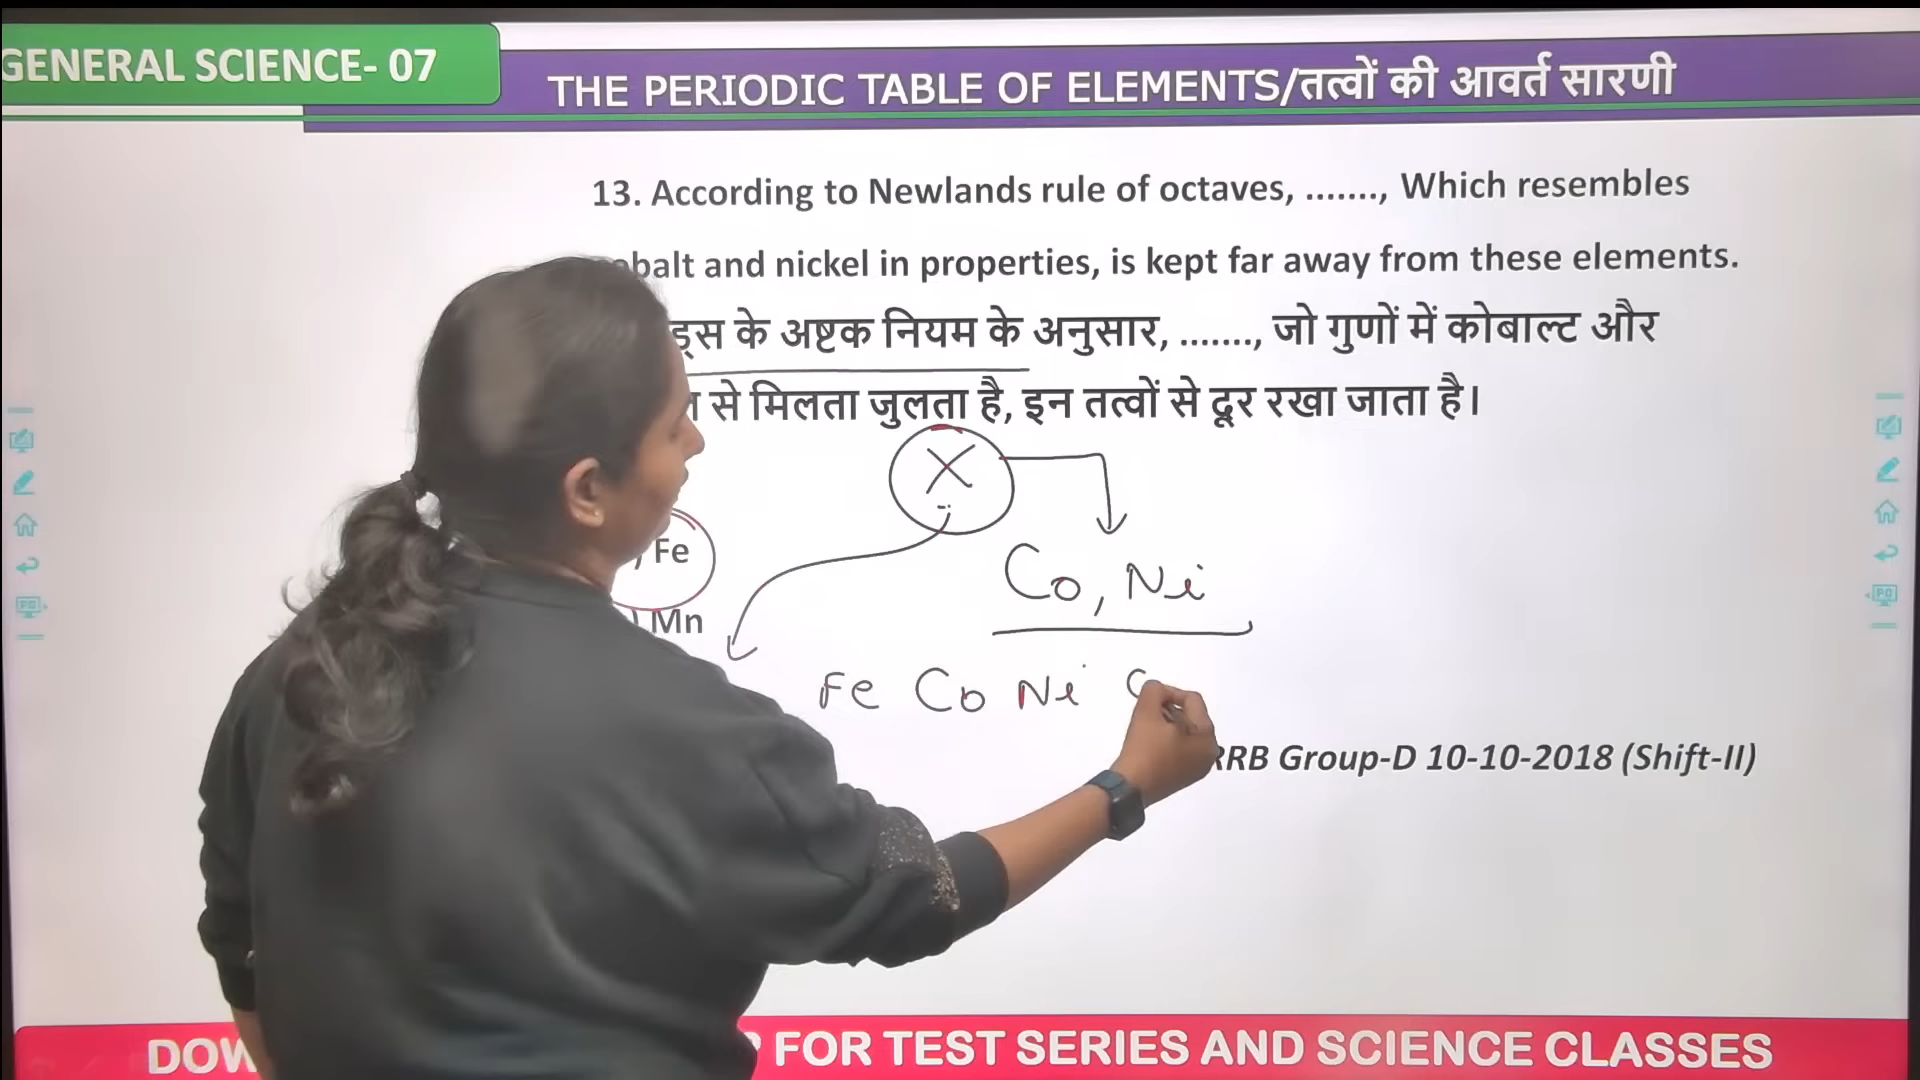 GENERAL SCIENCE- 07
THE PERIODIC TABLE OF ELEMENTS/तत्वों की आवर्त सारणी
13. According to Newlands rule of octaves, ......., Which resembles
and nickel in properties, is kept far away from these elements.
के अष्टक नियम के अनुसार, ......., जो गुणों में कोबाल्ट और
से मिलता जुलता है, इन तत्वों से दूर रखा जाता है।
X
Fe
Co, Ni
Mn
Fe Co Ni
RRB Group-D 10-10-2018 (Shift-II)
FOR TEST SERIES AND SCIENCE CLASSES